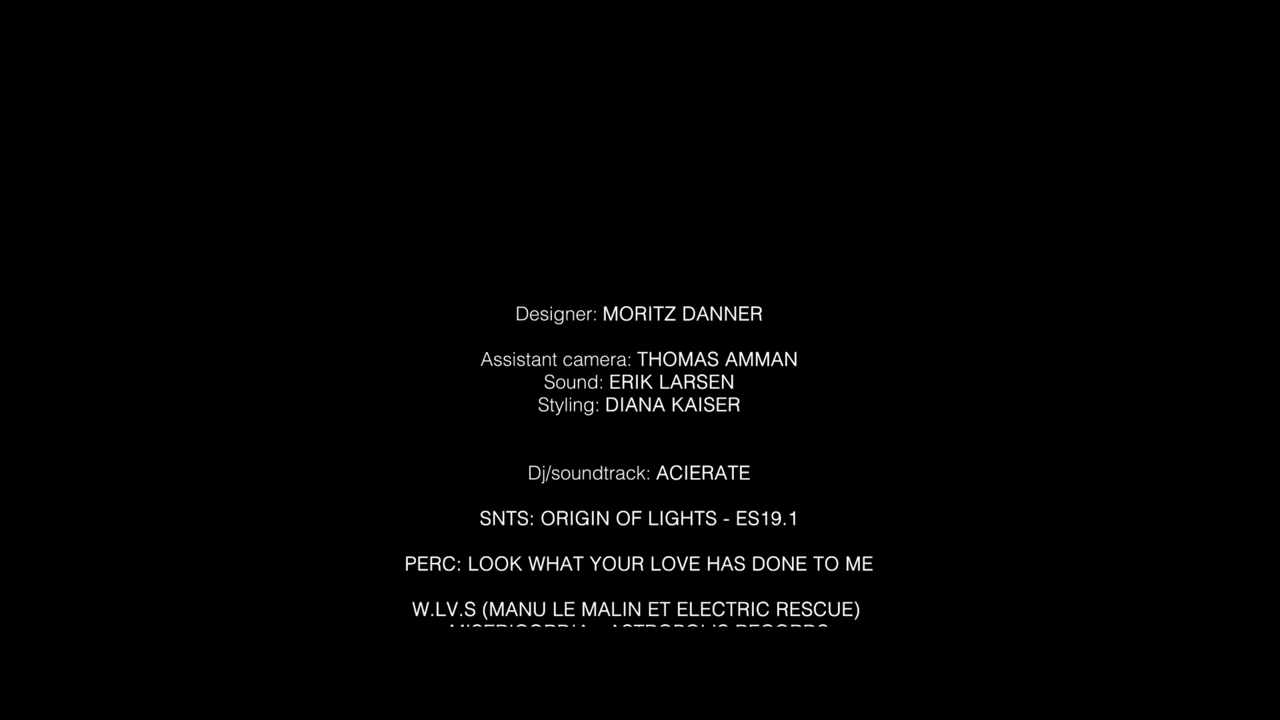 Designer: MORITZ DANNER
Assistant camera: THOMAS AMMAN
Sound: ERIK LARSEN
Styling: DIANA KAISER
Dj/soundtrack: ACIERATE
SNTS: ORIGIN OF LIGHTS - ES19.1
PERC: LOOK WHAT YOUR LOVE HAS DONE TO ME
W.LV.S (MANU LE MALIN ET ELECTRIC RESCUE)